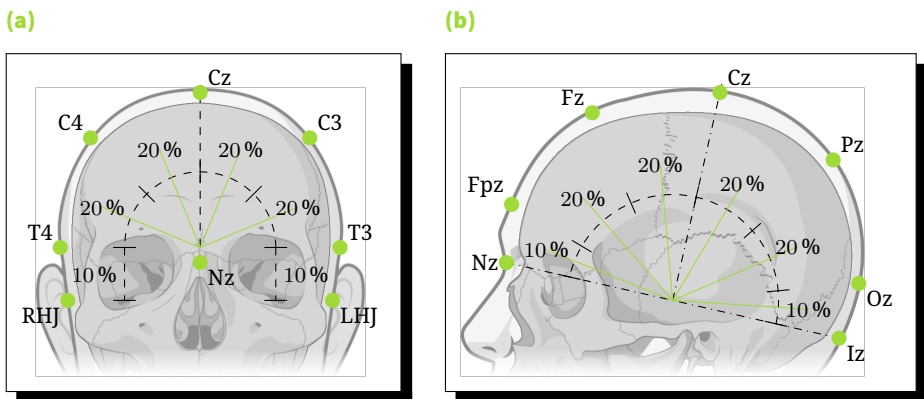 (a)
Cz
C4
C3
20 %
20 %
20 %
20 %
T4
T3
10 %
Nz
10 %
RHJ
LHJ
(b)
Cz
Fz
Pz
20 %
20 %
20 %
Fpz
20 %
10 %
Nz
Oz
10 %
Iz